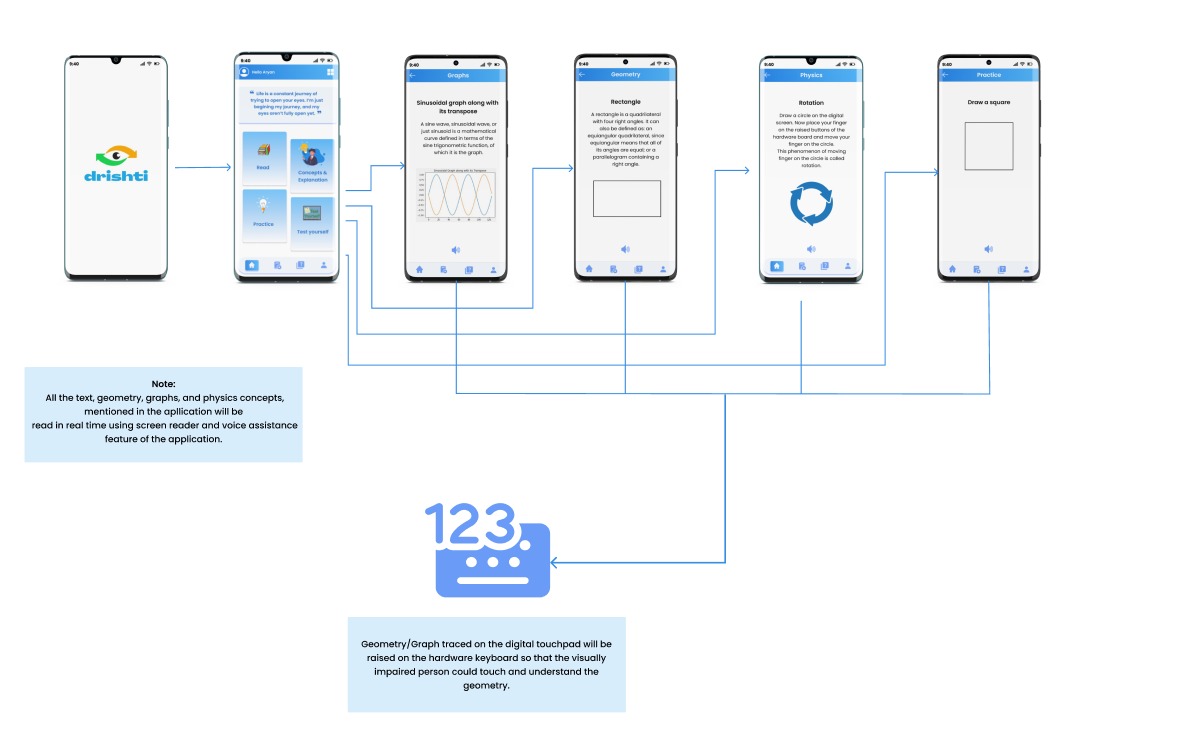 9:40
drishti
9:40
Hello Aryan
❝ Life is a constant journey of
trying to open your eyes. I'm just
begining my journey, and my
eyes aren't fully open yet. ❞
Read
Concepts &
Explanation
Practice
Test yourself
9:40
Graphs
Sinusoidal graph along with
its transpose
A sine wave, sinusoidal wave, or
just sinusoid is a mathematical
curve defined in terms of the
sine trigonometric function, of
which it is the graph.
Sinusoidal Graph along with its Transpose
9:40
Geometry
Rectangle
A rectangle is a quadrilateral
with four right angles. It can
also be defined as: an
equiangular quadrilateral, since
equiangular means that all of
its angles are equal; or a
parallelogram containing a
right angle.
9:40
Physics
Rotation
Draw a circle on the digital
screen. Now place your finger
on the raised buttons of the
hardware board and move your
finger on the circle.
This phenomenon of moving
finger on the circle is called
rotation.
9:40
Practice
Draw a square
Note:
All the text, geometry, graphs, and physics concepts,
mentioned in the apllication will be
read in real time using screen reader and voice assistance
feature of the application.
123
Geometry/Graph traced on the digital touchpad will be
raised on the hardware keyboard so that the visually
impaired person could touch and understand the
geometry.